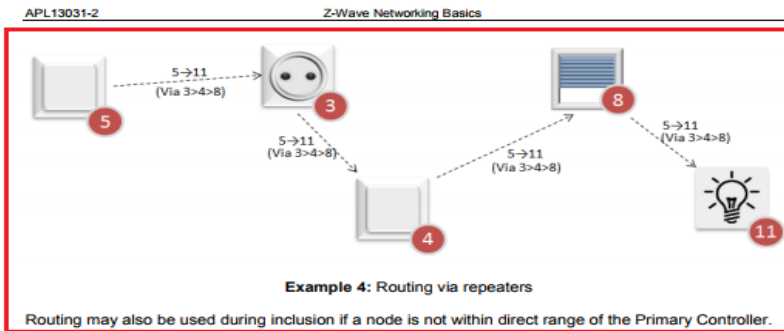 APL13031-2 Z-Wave Networking Basics
5→11
(Via 3>4>8)
5
3
5→11
(Via 3>4>8)
4
5→11
(Via 3>4>8)
8
5→11
(Via 3>4>8)
11
Example 4: Routing via repeaters
Routing may also be used during inclusion if a node is not within direct range of the Primary Controller.